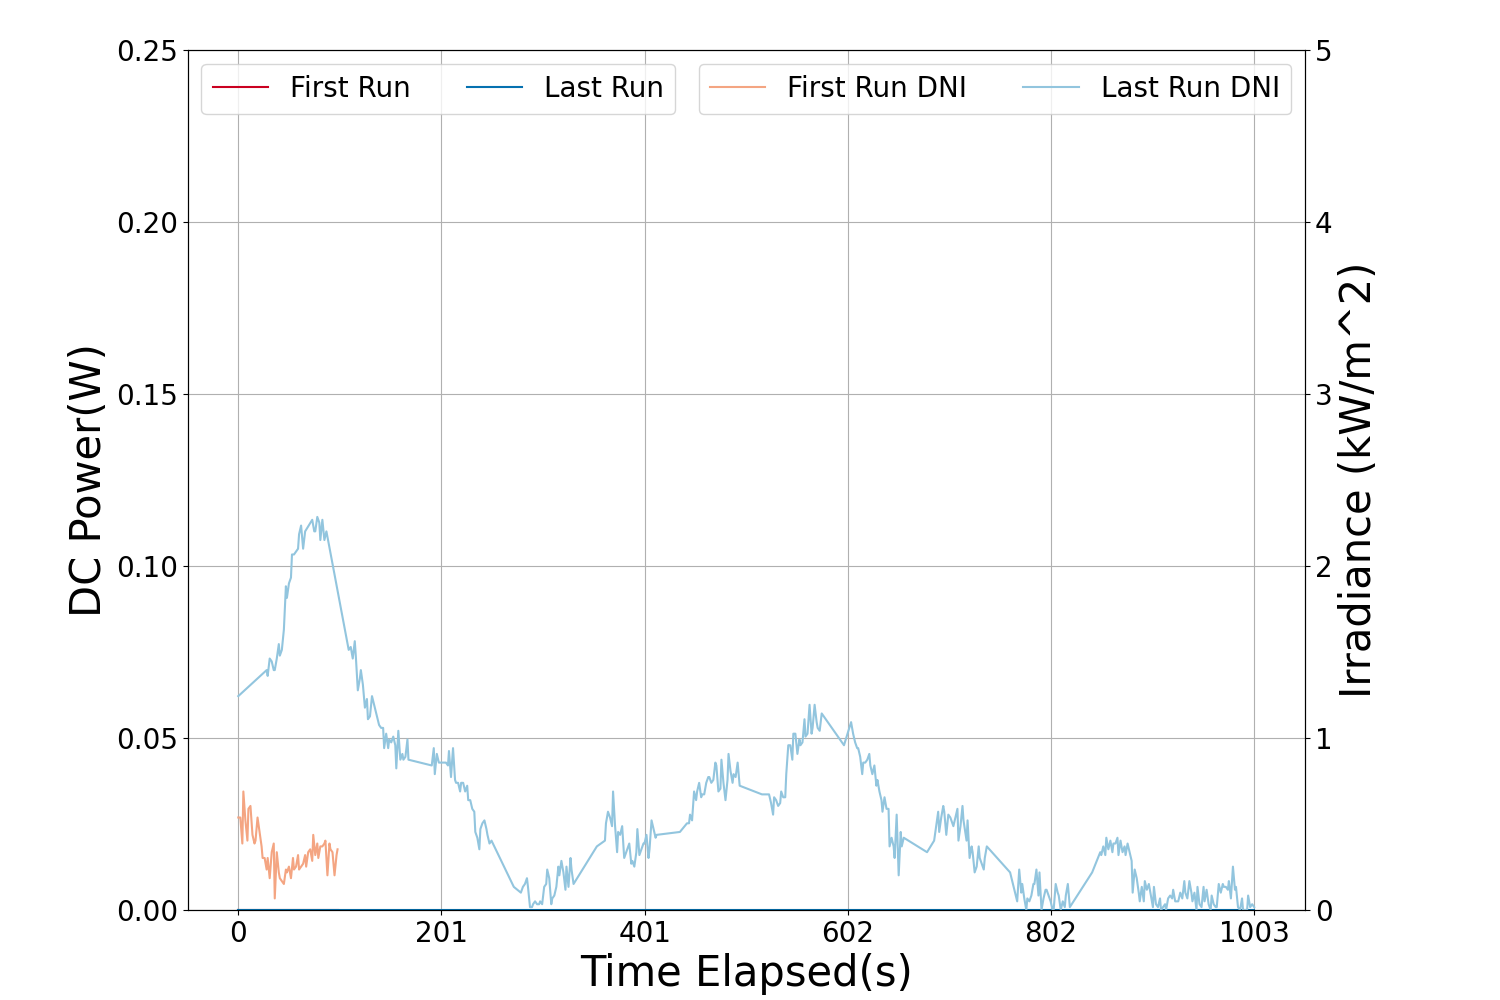 First Run
Last Run
First Run DNI
Last Run DNI
DC Power(W)
0.25
0.20
0.15
0.10
0.05
0.00
5
4
3
2
1
0
Irradiance (kW/m^2)
0 201 401 602 802 1003
Time Elapsed(s)